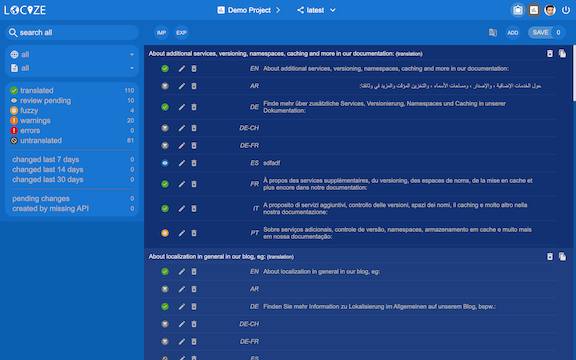 LOCIZE
Demo Project
latest
search all
IMP
EXP
ADD
SAVE 0
all
all
translated 110
review pending 10
fuzzy 4
warnings 20
errors 0
untranslated 81
changed last 7 days
changed last 14 days
changed last 30 days
pending changes
created by missing API
About additional services, versioning, namespaces, caching and more in our documentation: (translation)
EN About additional services, versioning, namespaces, caching and more in our documentation:
AR حول الخدمات الإضافية ، والإصدار ، ومساحات الأسماء ، والتخزين المؤقت والمزيد في وثائقنا:
DE Finde mehr über zusätzliche Services, Versionierung, Namespaces und Caching in unserer
Dokumentation:
DE-CH
DE-FR
ES sdfadf
FR À propos des services supplémentaires, du versioning, des espaces de noms, de la mise en cache et
plus encore dans notre documentation:
IT A proposito di servizi aggiuntivi, controllo delle versioni, spazi dei nomi, il caching e molto altro nella
nostra documentazione:
PT Sobre serviços adicionais, controle de versão, namespaces, armazenamento em cache e muito mais
em nossa documentação:
About localization in general in our blog, eg: (translation)
EN About localization in general in our blog, eg:
AR
DE Finden Sie mehr Information zu Lokalisierung im Allgemeinen auf unserem Blog, bspw.:
DE-CH
DE-FR
ES